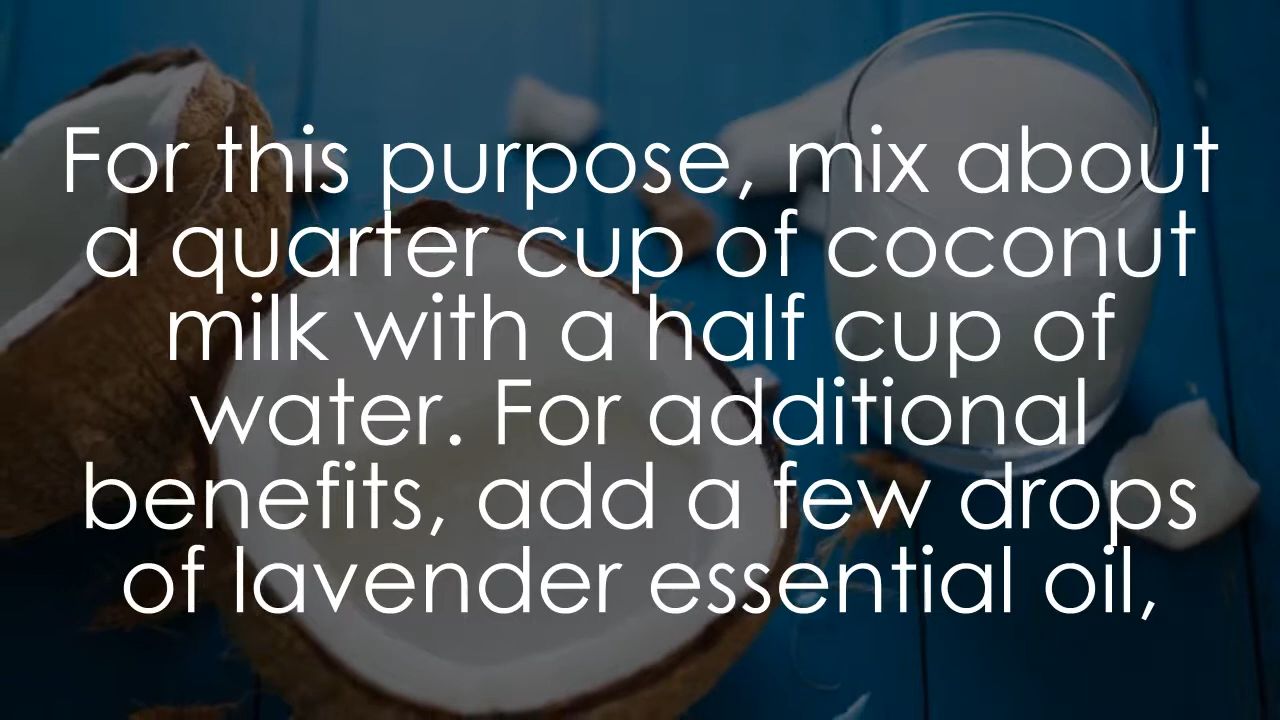 For this purpose, mix about
a quarter cup of coconut
milk with a half cup of
water. For additional
benefits, add a few drops
of lavender essential oil,